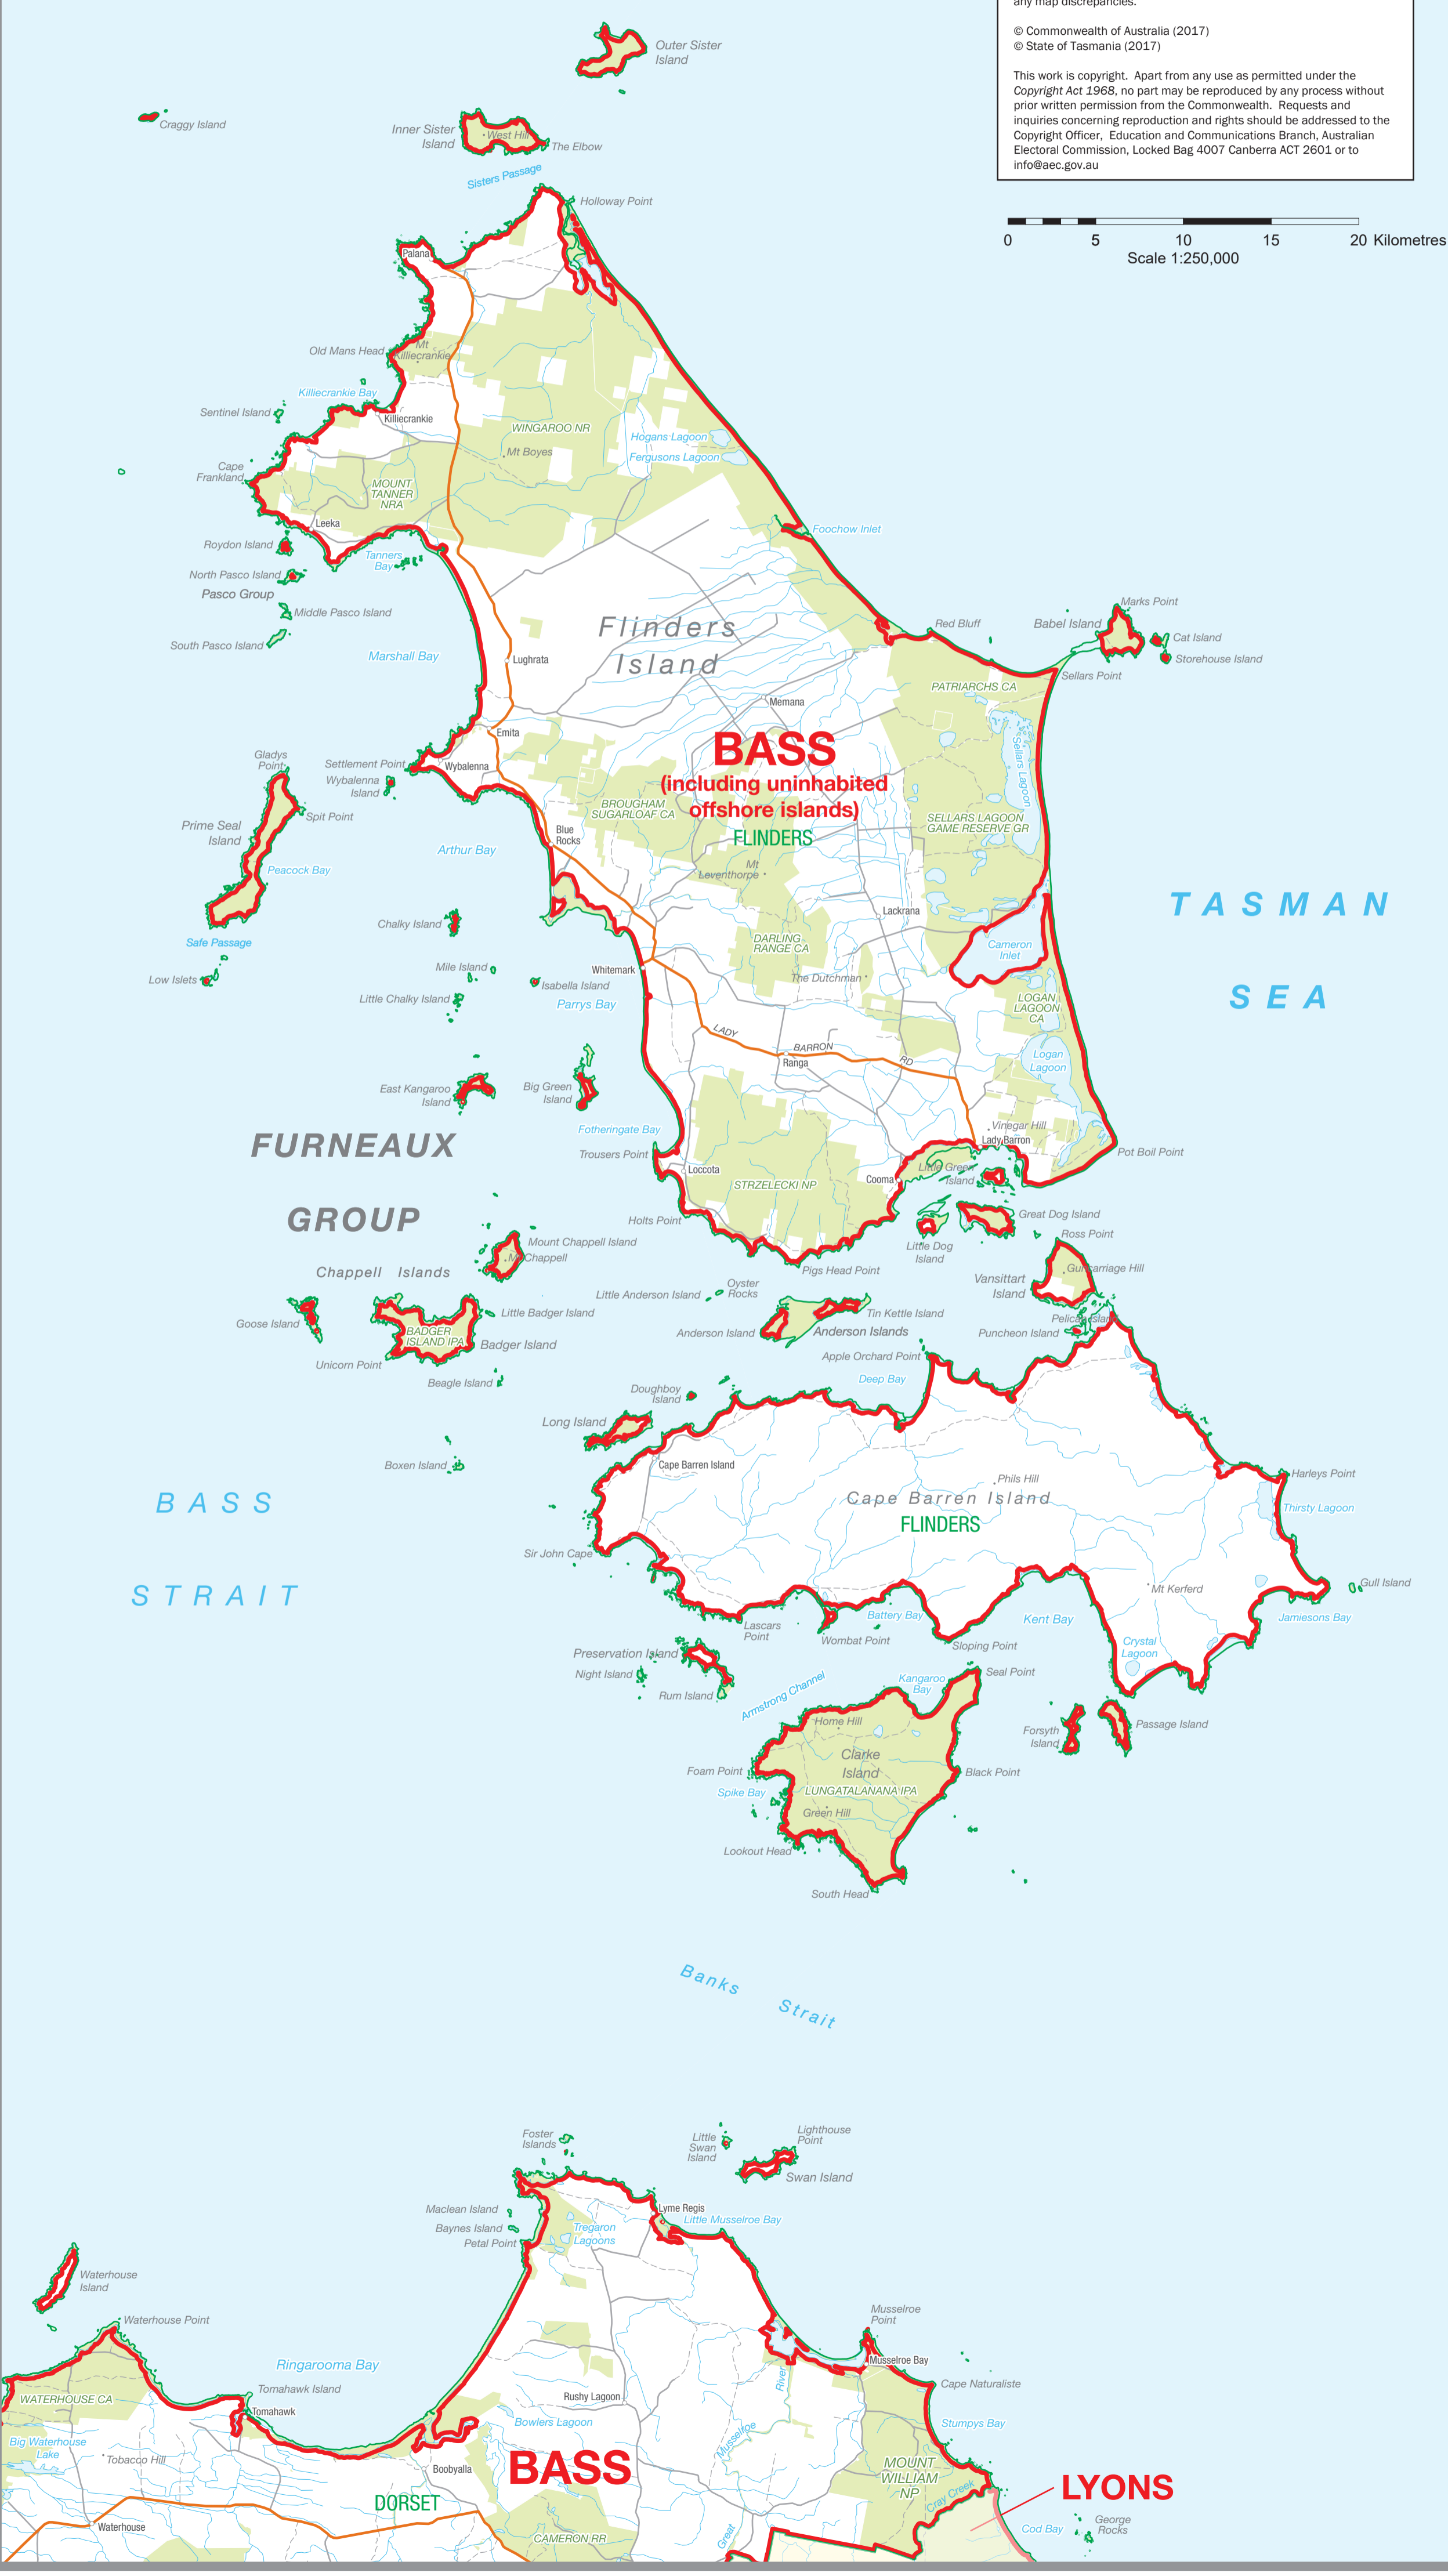 any map discrepancies.
© Commonwealth of Australia (2017)
© State of Tasmania (2017)
This work is copyright.  Apart from any use as permitted under the
Copyright Act 1968, no part may be reproduced by any process without
prior written permission from the Commonwealth.  Requests and
inquiries concerning reproduction and rights should be addressed to the
Copyright Officer,  Education and Communications Branch, Australian
Electoral Commission, Locked Bag 4007 Canberra ACT 2601 or to
info@aec.gov.au
0 5 10 15 20 Kilometres
Scale 1:250,000
Outer Sister
Island
Craggy Island
Inner Sister
Island
West Hill
The Elbow
Sisters Passage
Holloway Point
Palana
Old Mans Head
Mt
Killiecrankie
Killiecrankie Bay
Sentinel Island
Killiecrankie
WINGAROO NR
Hogans Lagoon
Mt Boyes
Fergusons Lagoon
Cape
Frankland
MOUNT
TANNER
NRA
Leeka
Foochow Inlet
Roydon Island
Tanners
Bay
North Pasco Island
Pasco Group
Middle Pasco Island
South Pasco Island
Marshall Bay
Lughrata
Flinders
Island
Marks Point
Babel Island
Red Bluff
Cat Island
Storehouse Island
Sellars Point
PATRIARCHS CA
Memana
Emita
Sellars Lagoon
BASS
(including uninhabited
offshore islands)
FLINDERS
Gladys
Point
Settlement Point
Wybalenna
Wybalenna
Island
Spit Point
Prime Seal
Island
BROUGHAM
SUGARLOAF CA
SELLARS LAGOON
GAME RESERVE GR
Blue
Rocks
Arthur Bay
Peacock Bay
Mt
Leventhorpe
TASMAN
SEA
Chalky Island
Lackrana
Safe Passage
DARLING
RANGE CA
Cameron
Inlet
Low Islets
Mile Island
Whitemark
The Dutchman
Isabella Island
Little Chalky Island
Parrys Bay
LOGAN
LAGOON
CA
LADY
BARRON
RD
Ranga
Logan
Lagoon
East Kangaroo
Island
Big Green
Island
FURNEAUX
GROUP
Fotheringate Bay
Vinegar Hill
Lady Barron
Trousers Point
Pot Boil Point
Loccota
Little Green
Island
Cooma
STRZELECKI NP
Holts Point
Great Dog Island
Little Dog
Island
Ross Point
Mount Chappell Island
Mt Chappell
Chappell Islands
Pigs Head Point
Guncarriage Hill
Vansittart
Island
Oyster
Rocks
Little Anderson Island
Little Badger Island
Goose Island
BADGER
ISLAND IPA
Badger Island
Tin Kettle Island
Anderson Island
Anderson Islands
Pelican Island
Puncheon Island
Unicorn Point
Beagle Island
Apple Orchard Point
Deep Bay
Doughboy
Island
Long Island
Boxen Island
Cape Barren Island
Phils Hill
Harleys Point
Cape Barren Island
FLINDERS
Thirsty Lagoon
BASS
STRAIT
Sir John Cape
Mt Kerferd
Gull Island
Jamiesons Bay
Lascars
Point
Battery Bay
Kent Bay
Wombat Point
Sloping Point
Crystal
Lagoon
Preservation Island
Night Island
Rum Island
Armstrong Channel
Kangaroo
Bay
Seal Point
Home Hill
Forsyth
Island
Passage Island
Clarke
Island
Foam Point
Black Point
Spike Bay
LUNGATALANANA IPA
Green Hill
Lookout Head
South Head
Banks Strait
Foster
Islands
Little
Swan
Island
Lighthouse
Point
Swan Island
Maclean Island
Baynes Island
Petal Point
Tregaron
Lagoons
Lyme Regis
Little Musselroe Bay
Waterhouse
Island
Waterhouse Point
Musselroe
Point
Musselroe Bay
Ringarooma Bay
Tomahawk Island
WATERHOUSE CA
Tomahawk
Rushy Lagoon
River
Musselroe
Great
Cape Naturaliste
Stumpys Bay
Bowlers Lagoon
Big Waterhouse
Lake
Tobacco Hill
Boobyalla
BASS
MOUNT
WILLIAM
NP
Cray Creek
LYONS
DORSET
George
Rocks
Cod Bay
Waterhouse
CAMERON RR